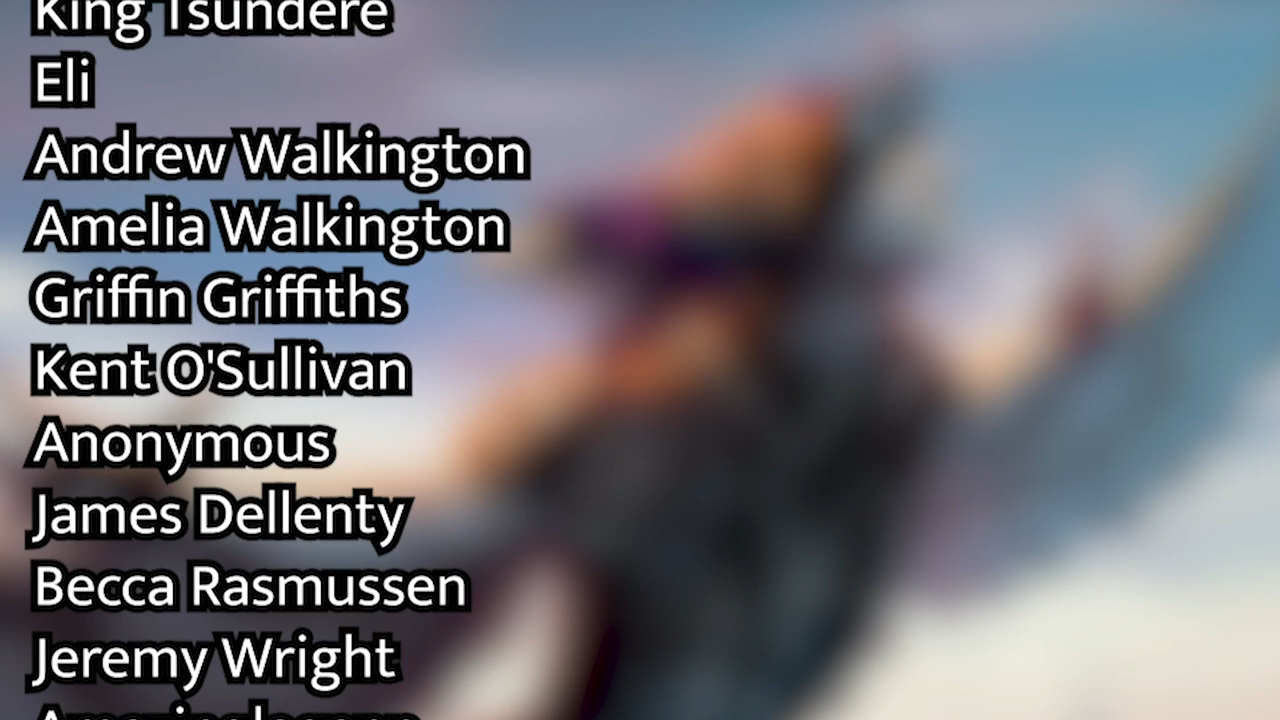 King Tsundere
Eli
Andrew Walkington
Amelia Walkington
Griffin Griffiths
Kent O'Sullivan
Anonymous
James Dellenty
Becca Rasmussen
Jeremy Wright